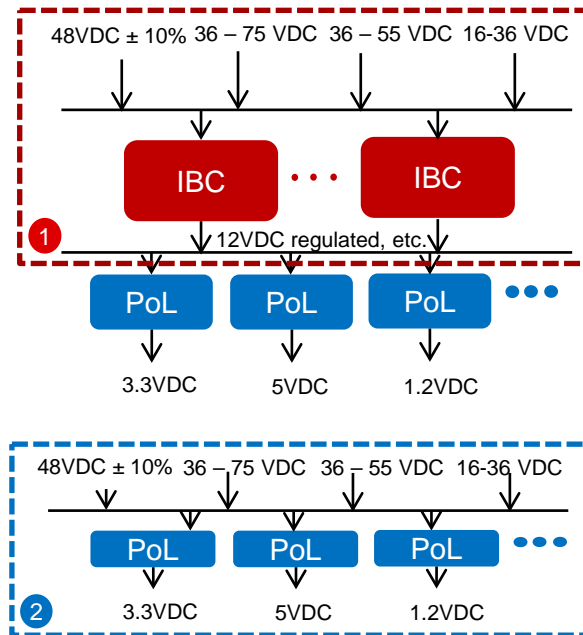 48VDC ± 10% 36 – 75 VDC 36 – 55 VDC 16-36 VDC
IBC IBC
1
12VDC regulated, etc.
PoL PoL PoL
3.3VDC 5VDC 1.2VDC
48VDC ± 10% 36 – 75 VDC 36 – 55 VDC 16-36 VDC
PoL PoL PoL
2
3.3VDC 5VDC 1.2VDC